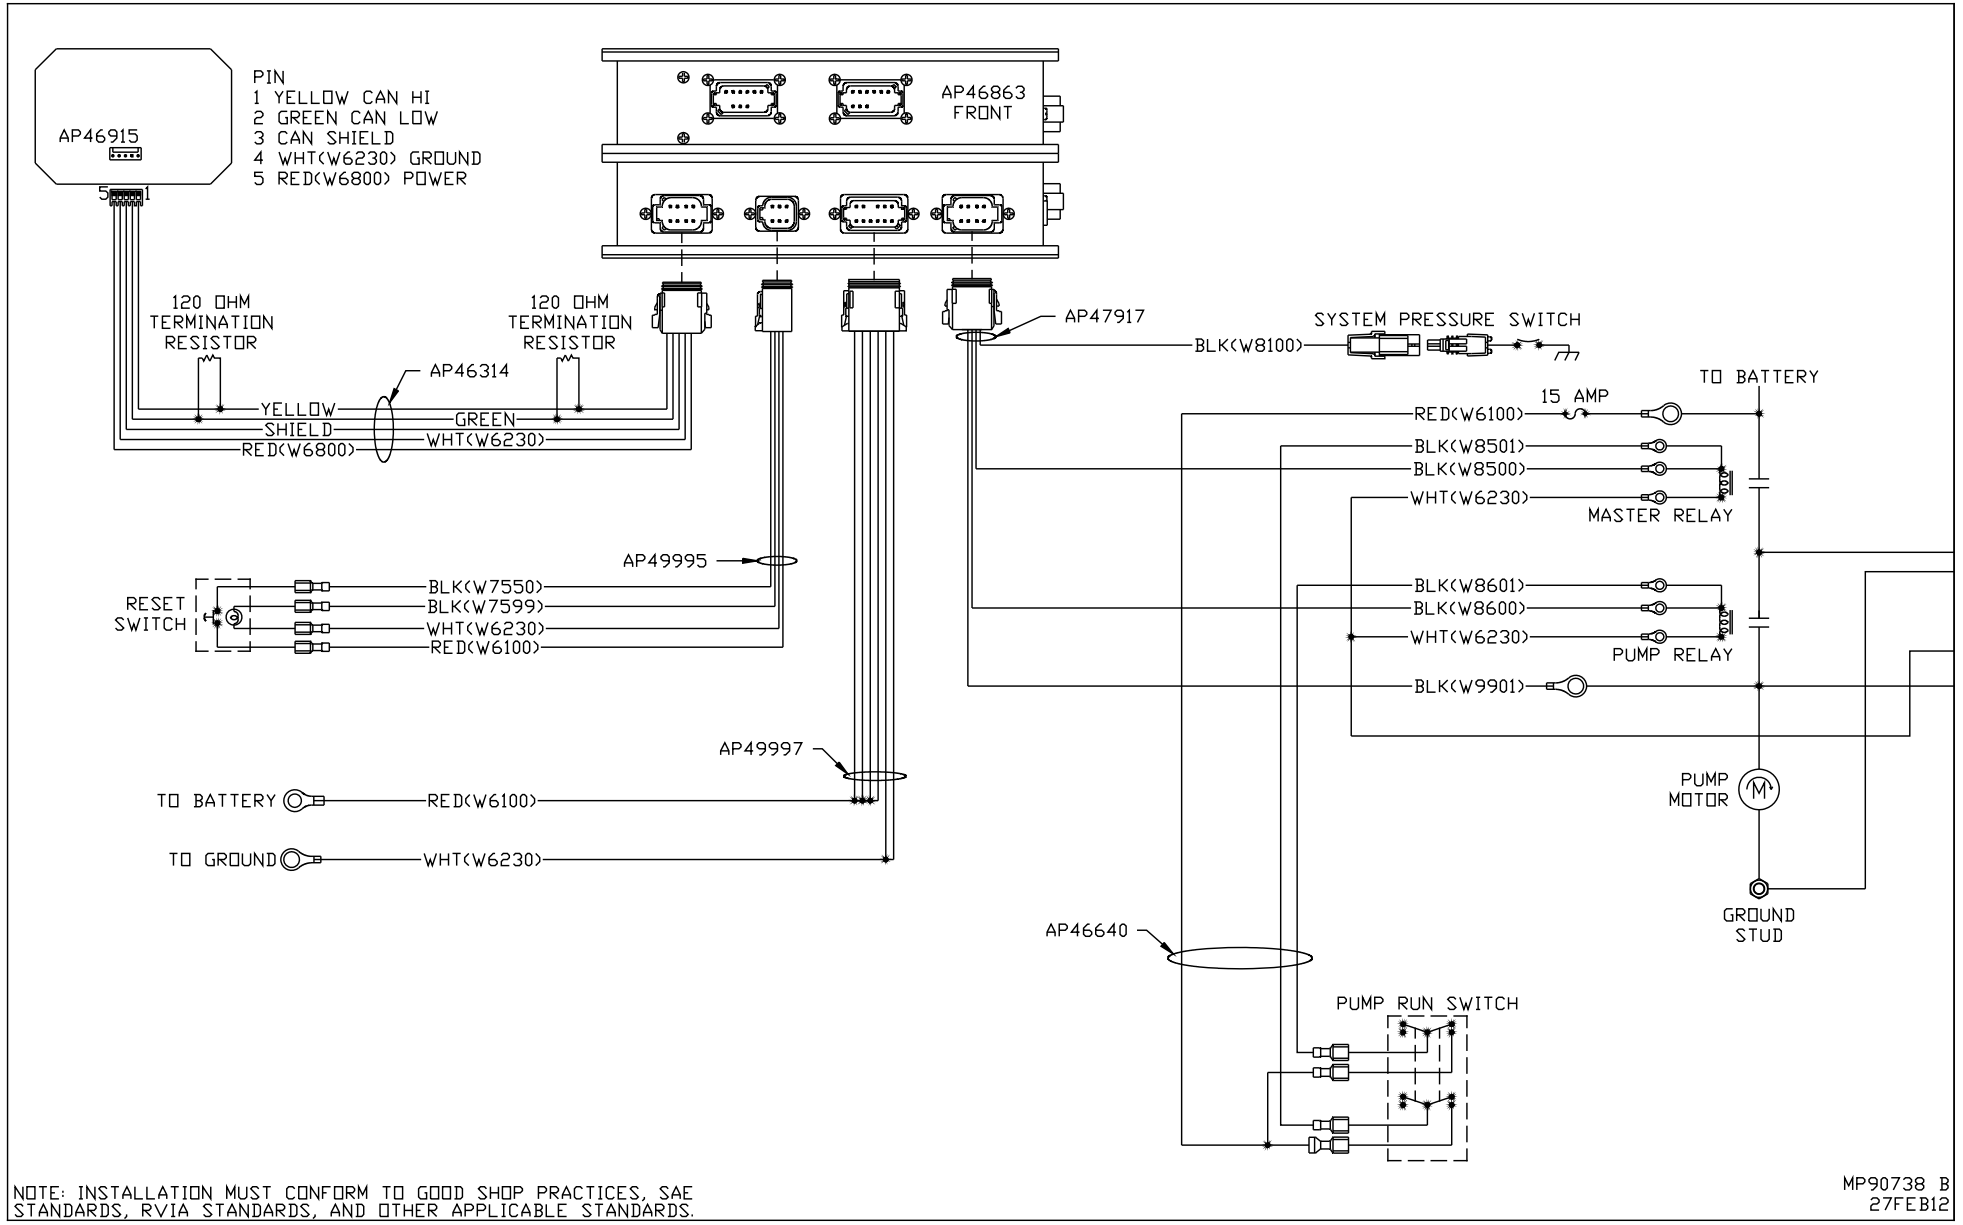 PIN
1 YELLOW CAN HI
2 GREEN CAN LOW
3 CAN SHIELD
4 WHT(W6230) GROUND
5 RED(W6800) POWER
AP46915
5
1
AP46863
FRONT
120 OHM
TERMINATION
RESISTOR
120 OHM
TERMINATION
RESISTOR
AP46314
YELLOW
GREEN
SHIELD
WHT(W6230)
RED(W6800)
AP47917
BLK(W8100)
SYSTEM PRESSURE SWITCH
TO BATTERY
15 AMP
RED(W6100)
BLK(W8501)
BLK(W8500)
WHT(W6230)
MASTER RELAY
AP49995
RESET
SWITCH
BLK(W7550)
BLK(W7599)
WHT(W6230)
RED(W6100)
BLK(W8601)
BLK(W8600)
WHT(W6230)
PUMP RELAY
BLK(W9901)
AP49997
TO BATTERY
RED(W6100)
TO GROUND
WHT(W6230)
PUMP
MOTOR
M
GROUND
STUD
AP46640
PUMP RUN SWITCH
NOTE: INSTALLATION MUST CONFORM TO GOOD SHOP PRACTICES, SAE
STANDARDS, RVIA STANDARDS, AND OTHER APPLICABLE STANDARDS.
MP90738 B
27FEB12